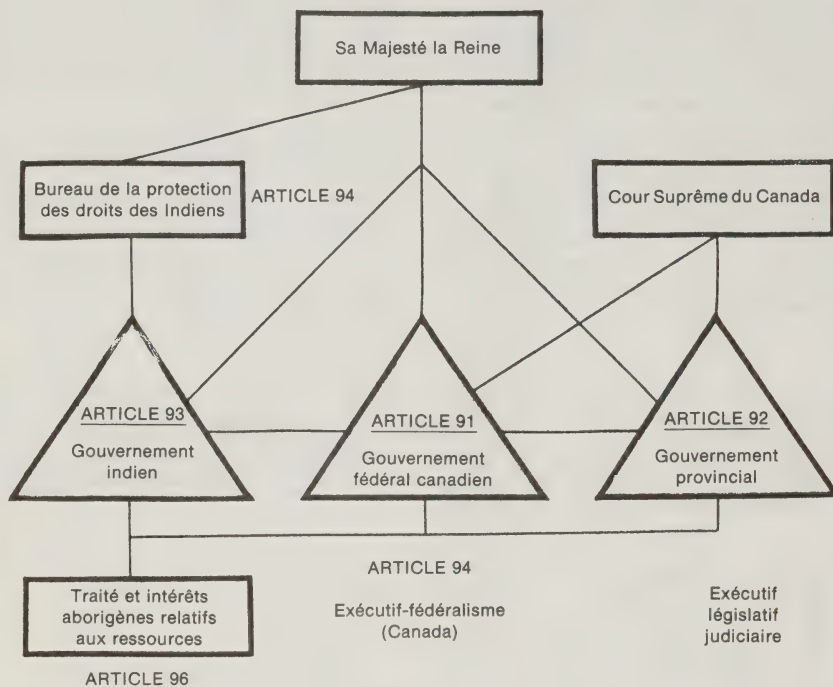 Sa Majesté la Reine
Bureau de la protection
des droits des Indiens
ARTICLE 94
Cour Suprême du Canada
ARTICLE 93
Gouvernement
indien
ARTICLE 91
Gouvernement
fédéral canadien
ARTICLE 92
Gouvernement
provincial
Traité et intérêts
aborigènes relatifs
aux ressources
ARTICLE 96
ARTICLE 94
Exécutif-fédéralisme
(Canada)
Exécutif
législatif
judiciaire